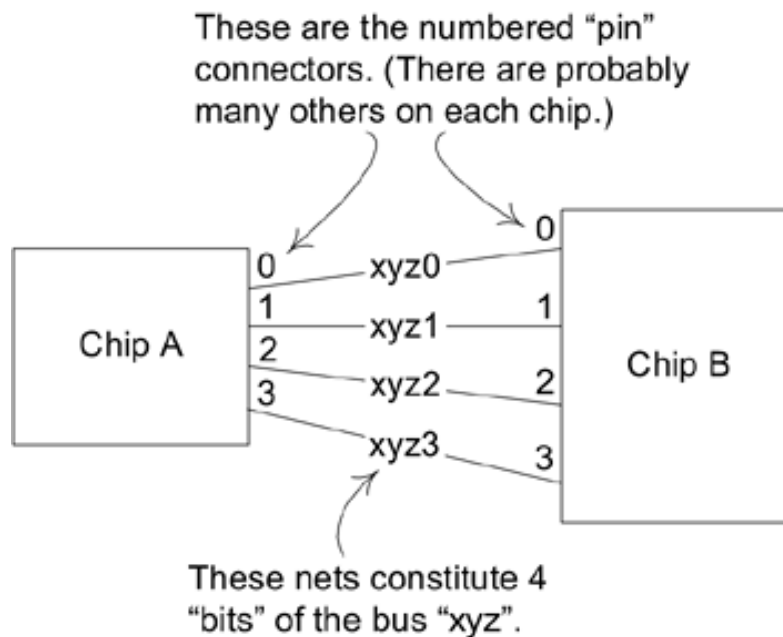 These are the numbered “pin”
connectors. (There are probably
many others on each chip.)
0
0
xyz0
1
xyz1
1
Chip A
2
xyz2
2
Chip B
3
xyz3
3
These nets constitute 4
“bits” of the bus “xyz”.